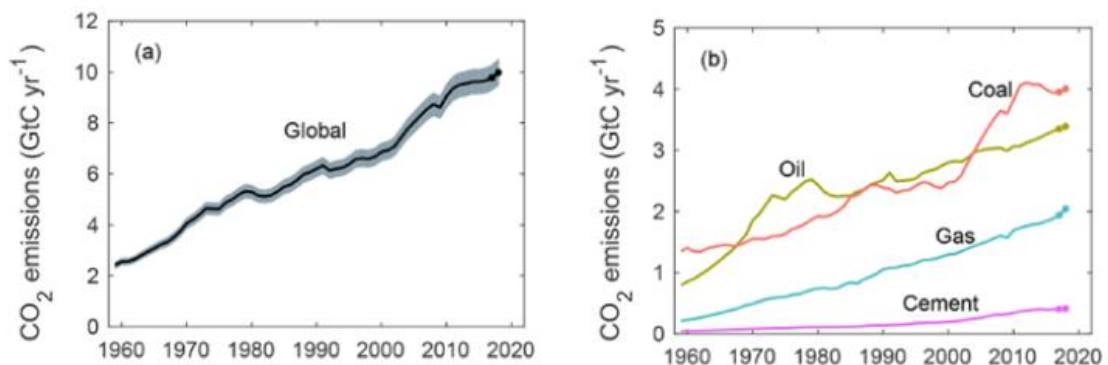 (a)
Global
CO2 emissions (GtC yr-1)
12
10
8
6
4
2
0
1960 1970 1980 1990 2000 2010 2020
(b)
Coal
Oil
Gas
Cement
CO2 emissions (GtC yr-1)
5
4
3
2
1
0
1960 1970 1980 1990 2000 2010 2020